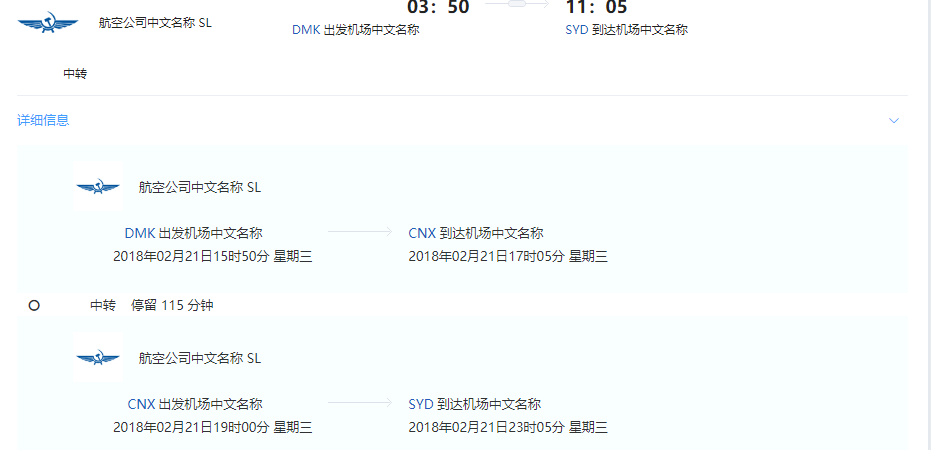 航空公司中文名称 SL
03：50
11：05
DMK 出发机场中文名称
SYD 到达机场中文名称
中转
详细信息
航空公司中文名称 SL
DMK 出发机场中文名称
CNX 到达机场中文名称
2018年02月21日15时50分 星期三
2018年02月21日17时05分 星期三
中转 停留 115 分钟
航空公司中文名称 SL
CNX 出发机场中文名称
SYD 到达机场中文名称
2018年02月21日19时00分 星期三
2018年02月21日23时05分 星期三